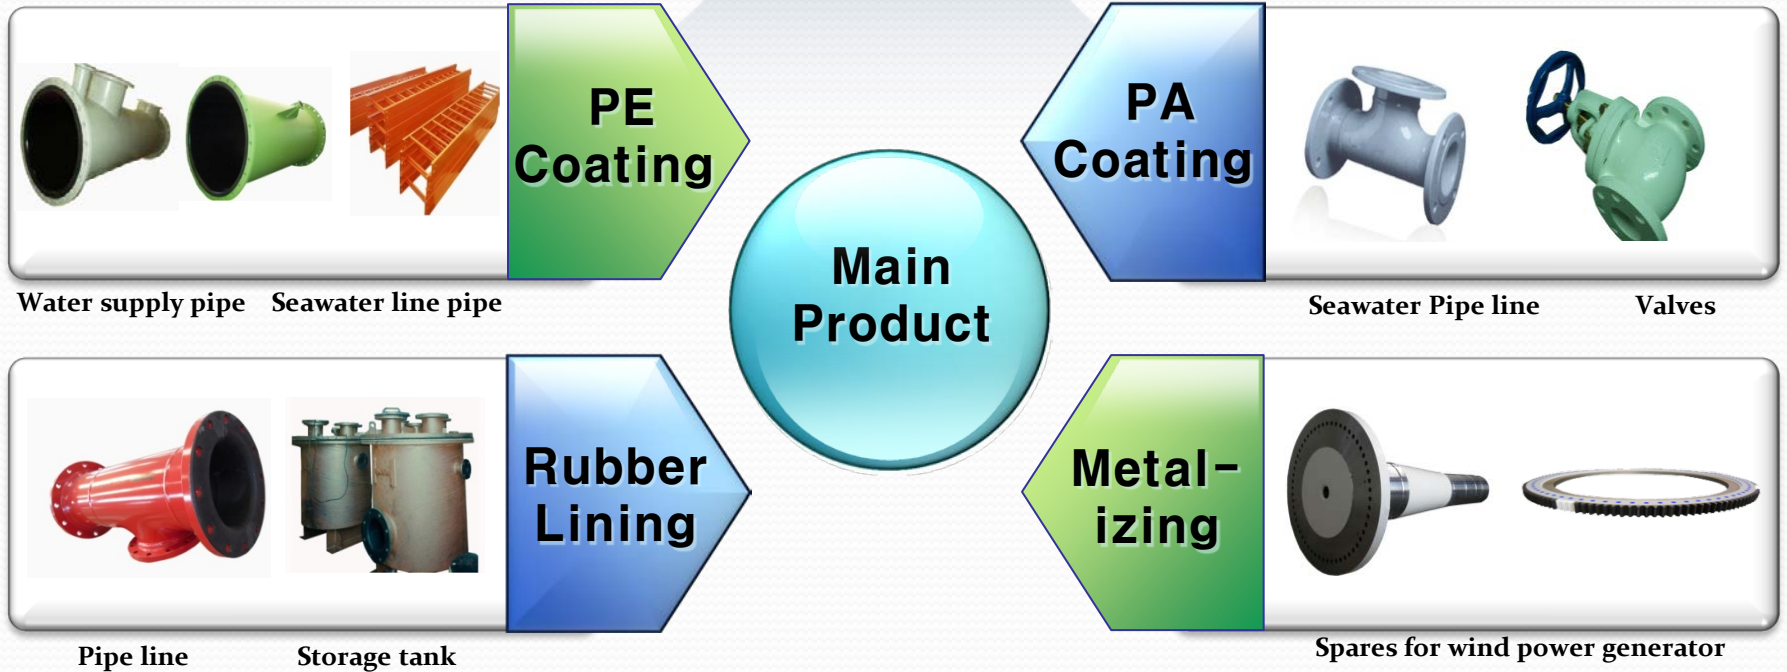 PE
Coating
PA
Coating
Main
Product
Water supply pipe
Seawater line pipe
Seawater Pipe line
Valves
Rubber
Lining
Metal-
izing
Pipe line
Storage tank
Spares for wind power generator